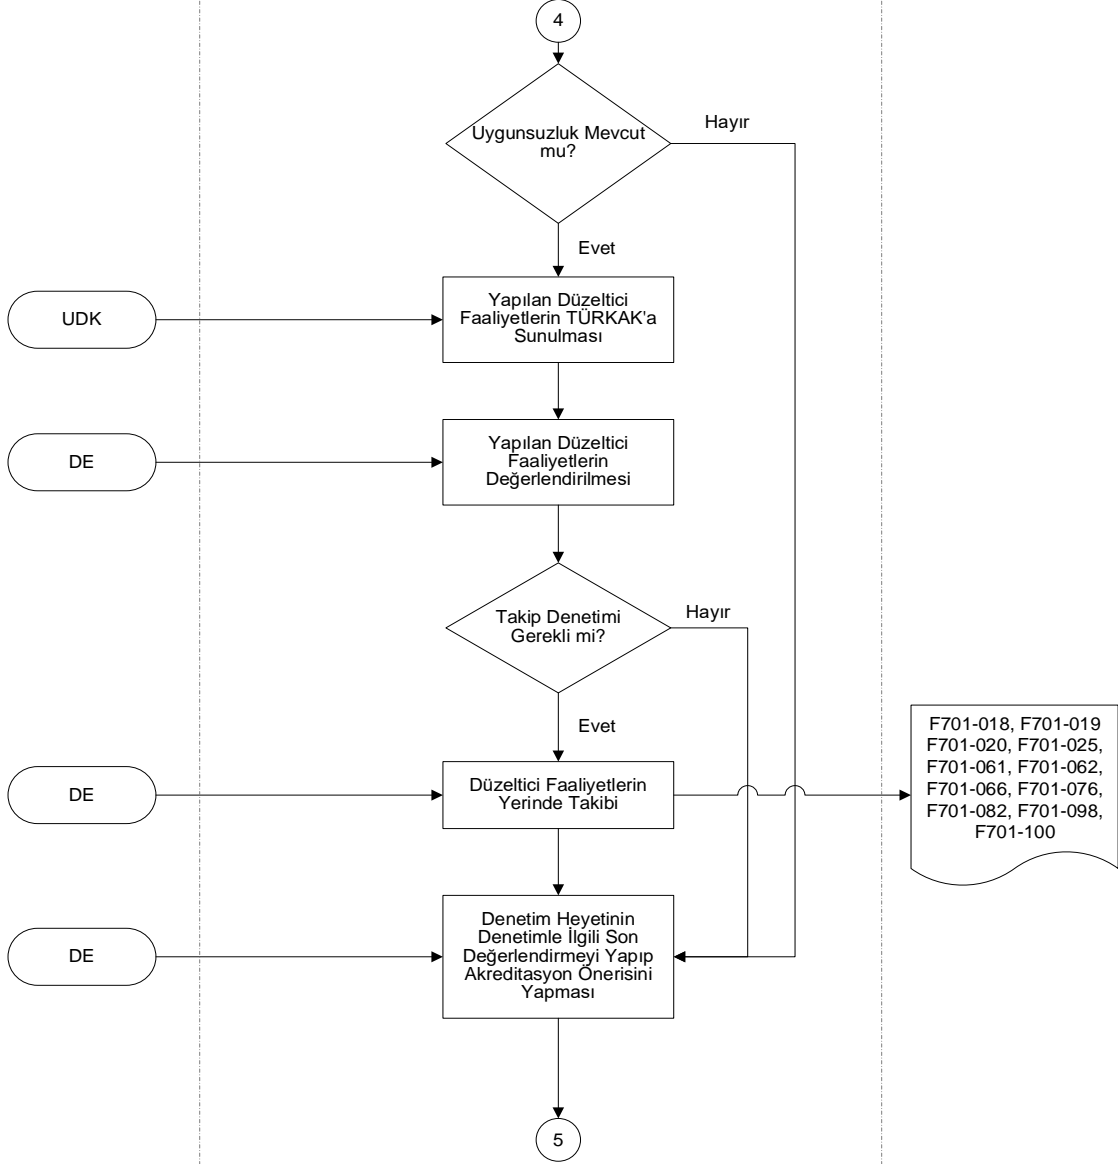 4
Uygunsuzluk Mevcut
mu?
Hayır
Evet
UDK
Yapılan Düzeltici
Faaliyetlerin TÜRKAK'a
Sunulması
DE
Yapılan Düzeltici
Faaliyetlerin
Değerlendirilmesi
Takip Denetimi
Gerekli mi?
Hayır
Evet
DE
Düzeltici Faaliyetlerin
Yerinde Takibi
F701-018, F701-019
F701-020, F701-025,
F701-061, F701-062,
F701-066, F701-076,
F701-082, F701-098,
F701-100
DE
Denetim Heyetinin
Denetimle İlgili Son
Değerlendirmeyi Yapıp
Akreditasyon Önerisini
Yapması
5